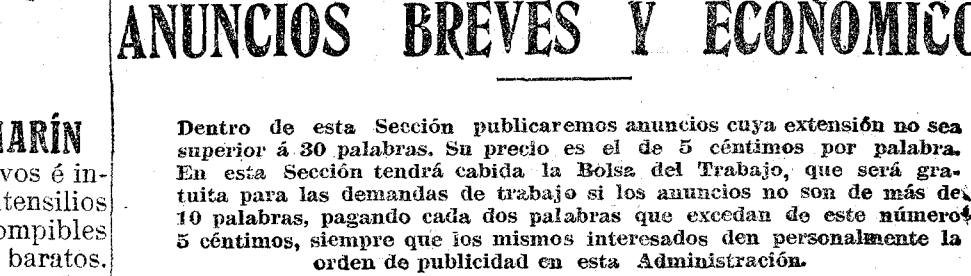 ANUNCIOS BREVES Y ECONÓMICO
Dentro de esta Sección publicaremos anuncios cuya extensión no sea
superior á 30 palabras. Su precio es el de 5 céntimos por palabra.
En esta Sección tendrá cabida la Bolsa del Trabajo, que será gra-
tuita para las demandas de trabajo si los anuncios no son de más de
10 palabras, pagando cada dos palabras que excedan de este número
5 céntimos, siempre que los mismos interesados den personalmente la
orden de publicidad en esta Administración.
MARÍN
vos é in-
tensilios
ompibles
baratos.